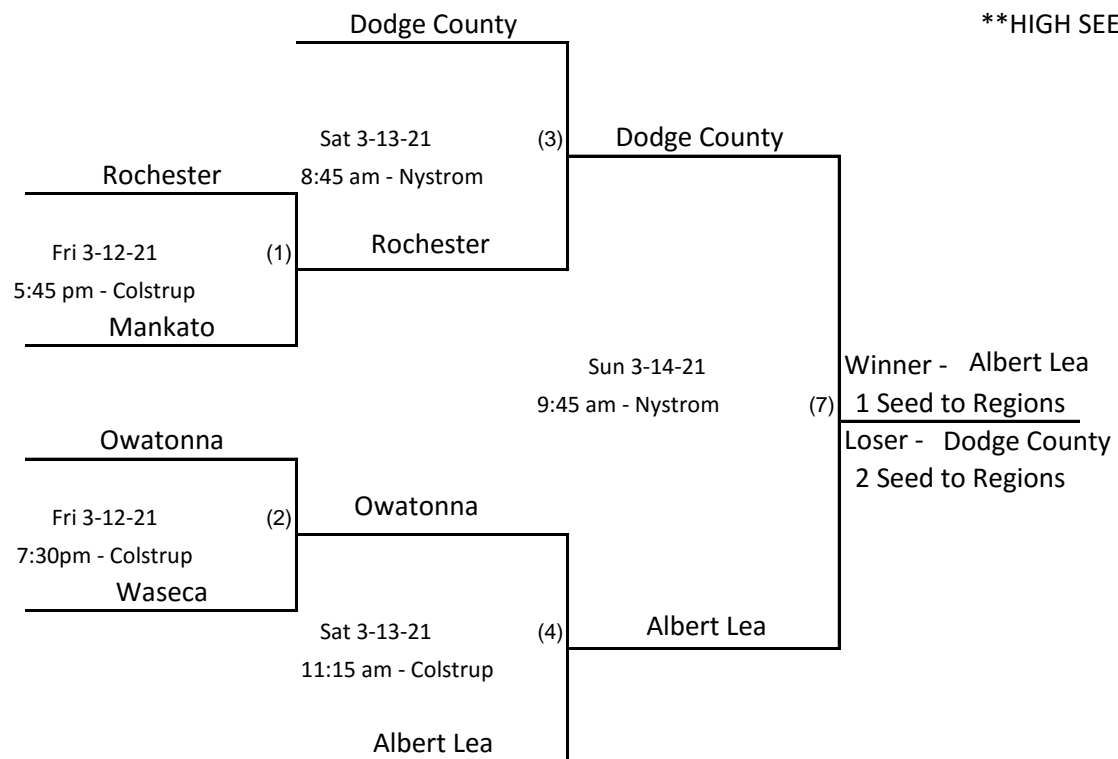 Dodge County
**HIGH SEE
Sat 3-13-21
(3)
Dodge County
8:45 am - Nystrom
Rochester
Fri 3-12-21
(1)
Rochester
5:45 pm - Colstrup
Mankato
Sun 3-14-21
Winner - Albert Lea
9:45 am - Nystrom
(7)
1 Seed to Regions
Owatonna
Loser - Dodge County
2 Seed to Regions
Fri 3-12-21
(2)
Owatonna
7:30pm - Colstrup
Waseca
Sat 3-13-21
(4)
Albert Lea
11:15 am - Colstrup
Albert Lea